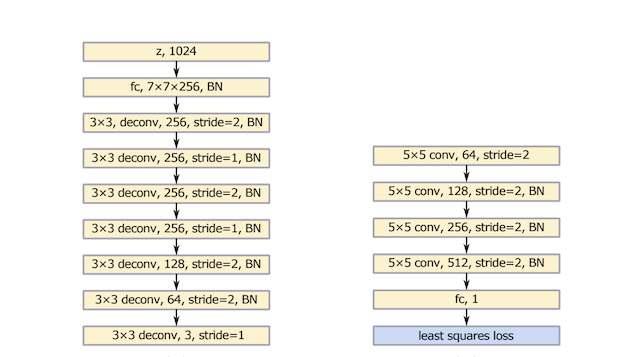 z, 1024
fc, 7×7×256, BN
3×3, deconv, 256, stride=2, BN
3×3 deconv, 256, stride=1, BN
3×3 deconv, 256, stride=2, BN
3×3 deconv, 256, stride=1, BN
3×3 deconv, 128, stride=2, BN
3×3 deconv, 64, stride=2, BN
3×3 deconv, 3, stride=1
5×5 conv, 64, stride=2
5×5 conv, 128, stride=2, BN
5×5 conv, 256, stride=2, BN
5×5 conv, 512, stride=2, BN
fc, 1
least squares loss